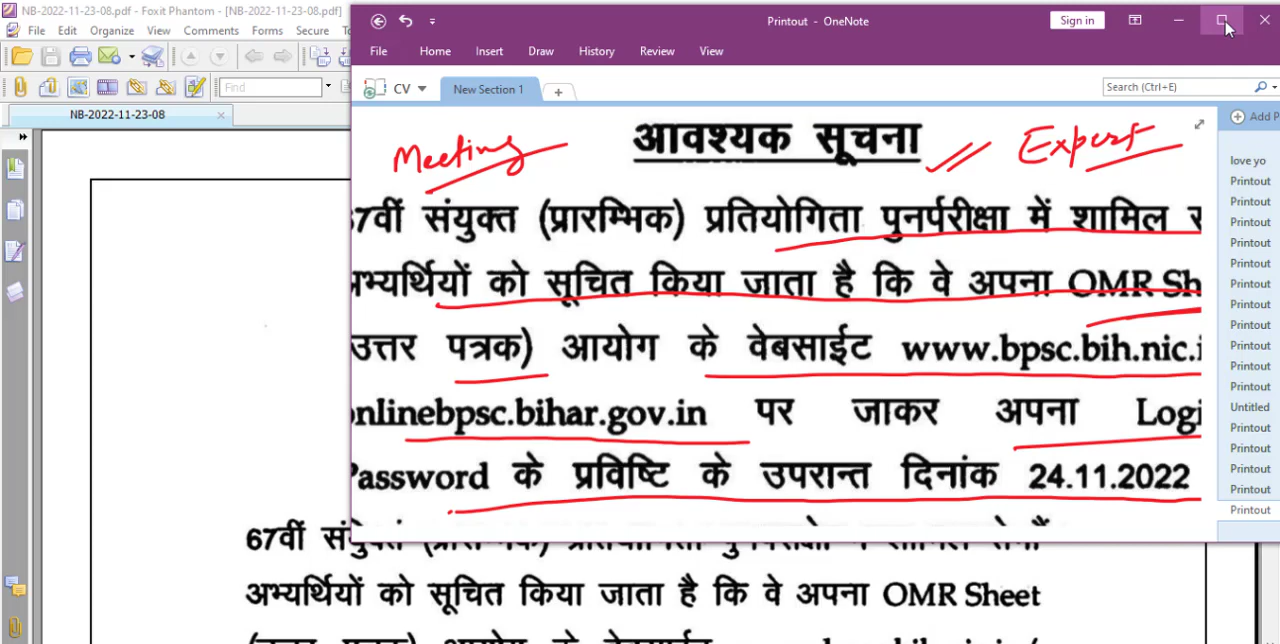 NB-2022-11-23-08.pdf - Foxit Phantom - [NB-2022-11-23-08.pdf]
File Edit Organize View Comments Forms Secure
Find
NB-2022-11-23-08
Printout - OneNote
Sign in
File Home Insert Draw History Review View
CV New Section 1
Search (Ctrl+E)
Add P
love yo
Printout
Printout
Printout
Printout
Printout
Printout
Printout
Printout
Printout
Printout
Printout
Untitled
Printout
Printout
Printout
Printout
Printout
Meeting आवश्यक सूचना Expert
67वीं संयुक्त (प्रारम्भिक) प्रतियोगिता पुनर्परीक्षा में शामिल
अभ्यर्थियों को सूचित किया जाता है कि वे अपना OMR Sh
उत्तर पत्रक) आयोग के वेबसाईट www.bpsc.bih.nic.i
onlinebpsc.bihar.gov.in पर जाकर अपना Logi
Password के प्रविष्टि के उपरान्त दिनांक 24.11.2022
67वीं
अभ्यर्थियों को सूचित किया जाता है कि वे अपना OMR Sheet